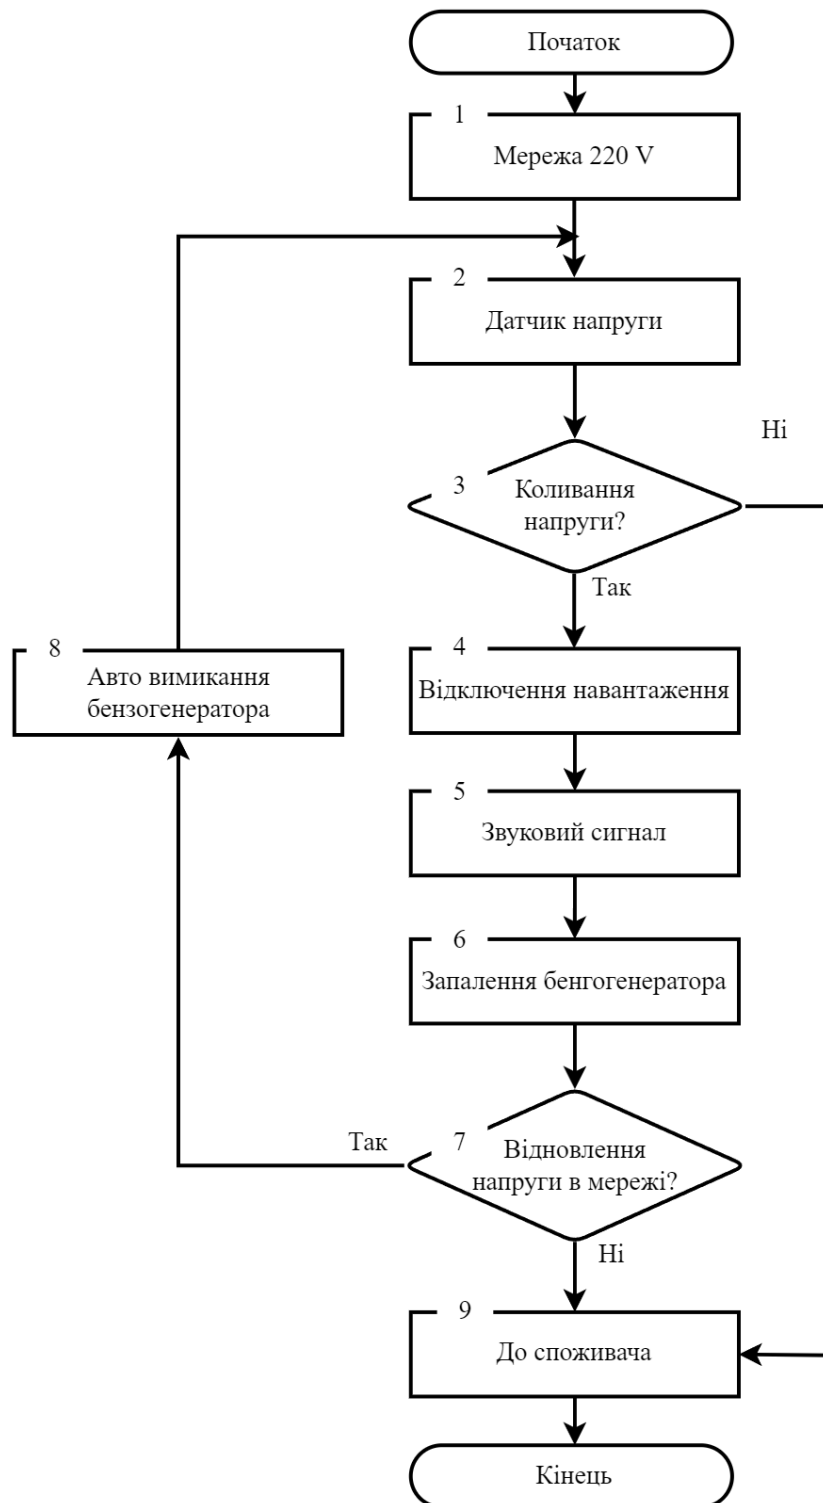 Початок
1
Мережа 220 V
2
Датчик напруги
Ні
3
Коливання
напруги?
Так
8
Авто вимикання
бензогенератора
4
Відключення навантаження
5
Звуковий сигнал
6
Запалення бенгогенератора
Так
7
Відновлення
напруги в мережі?
Ні
9
До споживача
Кінець